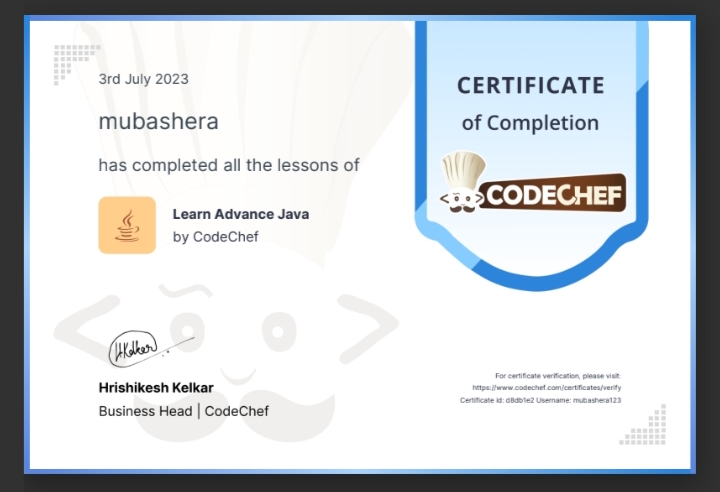 3rd July 2023
mubashera
has completed all the lessons of
Learn Advance Java
by CodeChef
HKelkar
Hrishikesh Kelkar
Business Head | CodeChef
CERTIFICATE
of Completion
CODECHEF
For certificate verification, please visit:
https://www.codechef.com/certificates/verify
Certificate id: d8db1e2 Username: mubashera123